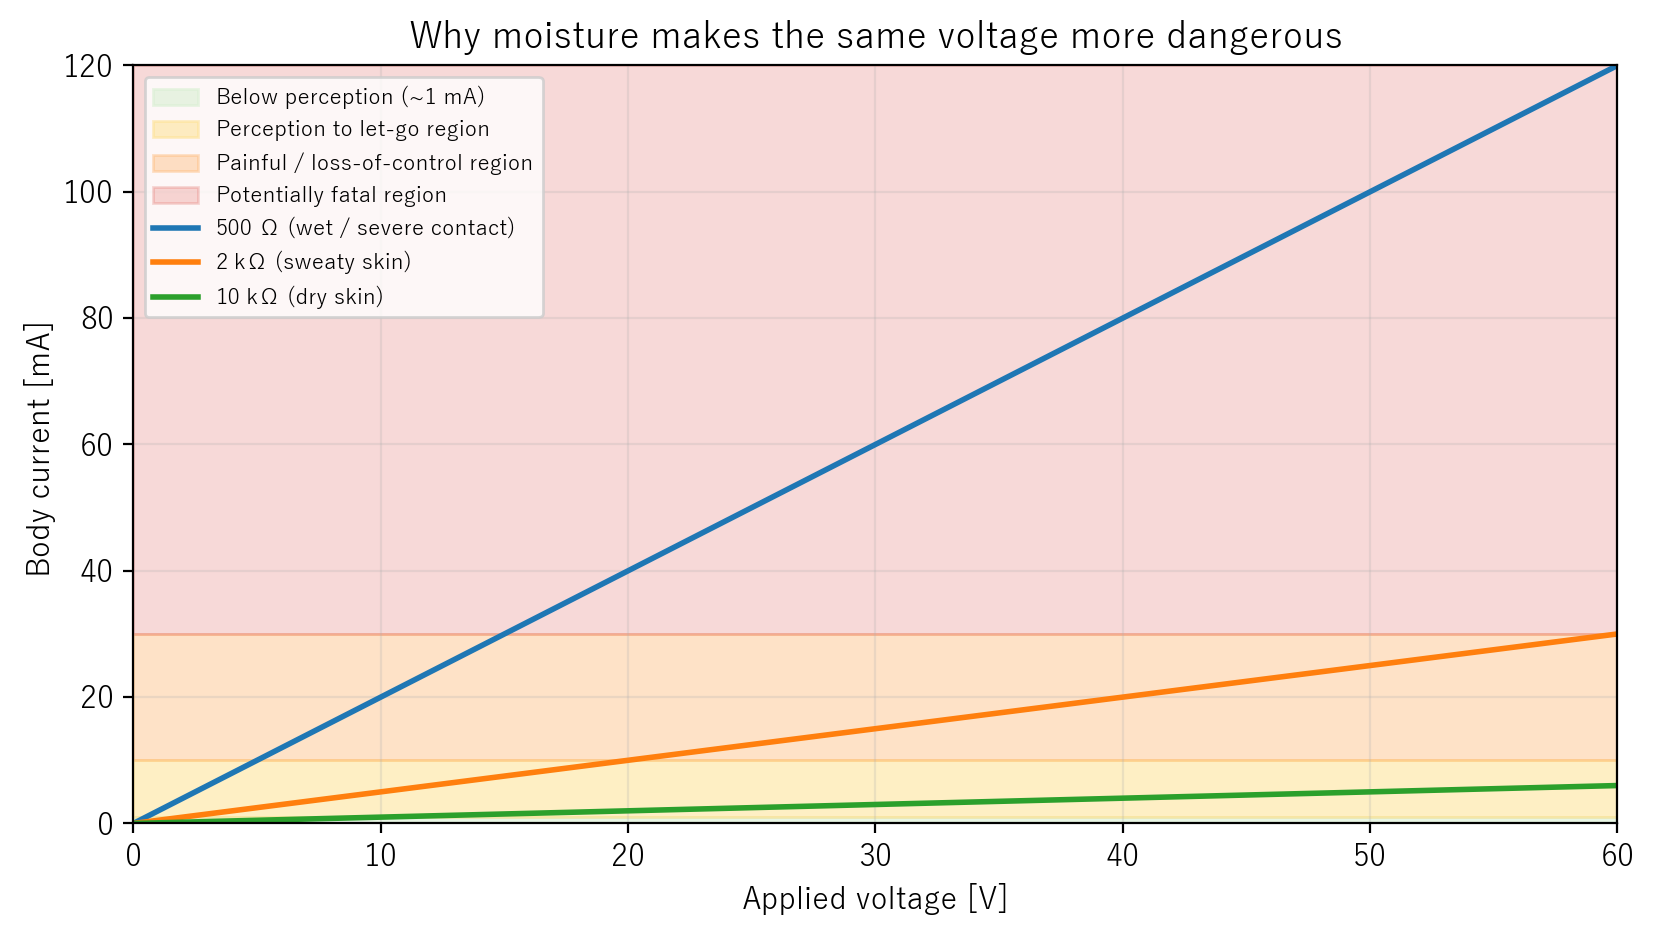 Why moisture makes the same voltage more dangerous
120
100
80
60
40
20
0
Body current [mA]
Below perception (~1 mA)
Perception to let-go region
Painful / loss-of-control region
Potentially fatal region
500 Ω (wet / severe contact)
2 kΩ (sweaty skin)
10 kΩ (dry skin)
0 10 20 30 40 50 60
Applied voltage [V]